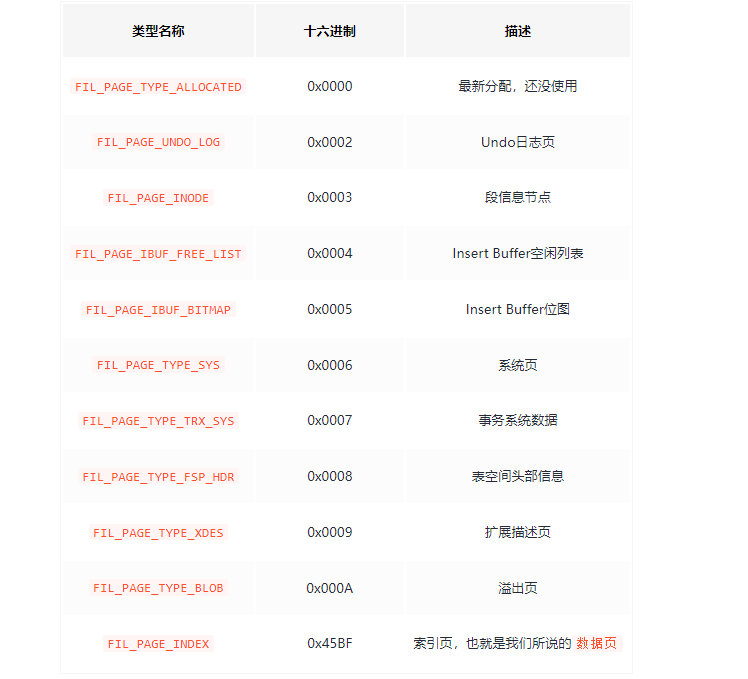 类型名称 十六进制 描述
FIL_PAGE_TYPE_ALLOCATED 0x0000 最新分配，还没使用
FIL_PAGE_UNDO_LOG 0x0002 Undo日志页
FIL_PAGE_INODE 0x0003 段信息节点
FIL_PAGE_IBUF_FREE_LIST 0x0004 Insert Buffer空闲列表
FIL_PAGE_IBUF_BITMAP 0x0005 Insert Buffer位图
FIL_PAGE_TYPE_SYS 0x0006 系统页
FIL_PAGE_TYPE_TRX_SYS 0x0007 事务系统数据
FIL_PAGE_TYPE_FSP_HDR 0x0008 表空间头部信息
FIL_PAGE_TYPE_XDES 0x0009 扩展描述页
FIL_PAGE_TYPE_BLOB 0x000A 溢出页
FIL_PAGE_INDEX 0x45BF 索引页，也就是我们所说的 数据页